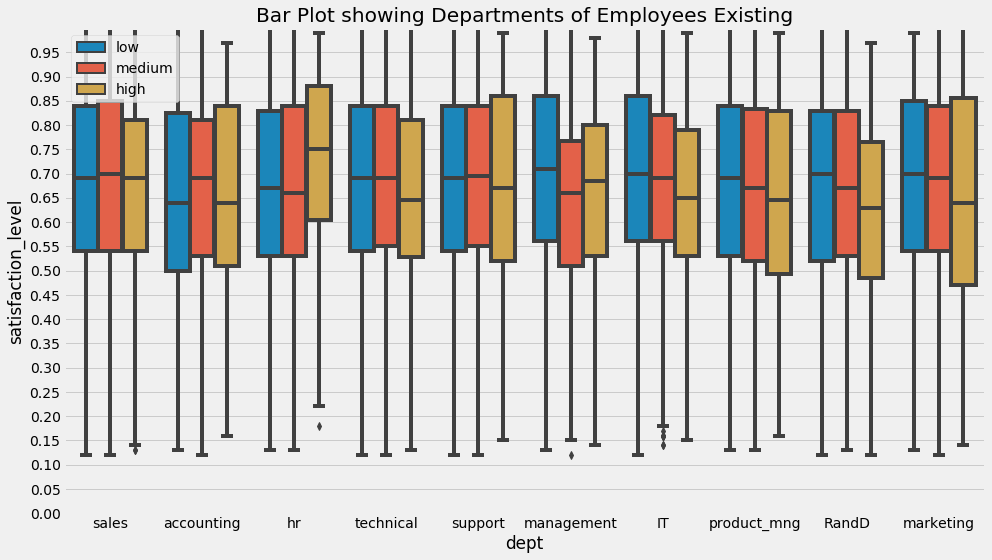 Bar Plot showing Departments of Employees Existing
low
medium
high
satisfaction_level
0.95
0.90
0.85
0.80
0.75
0.70
0.65
0.60
0.55
0.50
0.45
0.40
0.35
0.30
0.25
0.20
0.15
0.10
0.05
0.00
sales accounting hr technical support management IT product_mng RandD marketing
dept